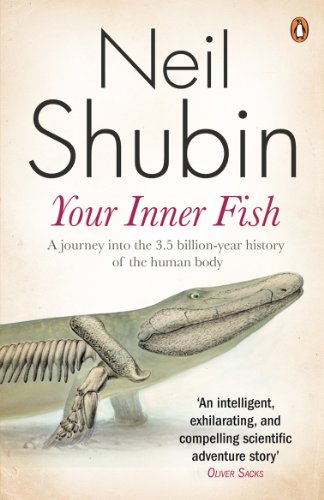 Neil
Shubin
Your Inner Fish
A journey into the 3.5 billion-year history
of the human body
‘An intelligent,
exhilarating, and
compelling scientific
adventure story’
OLIVER SACKS